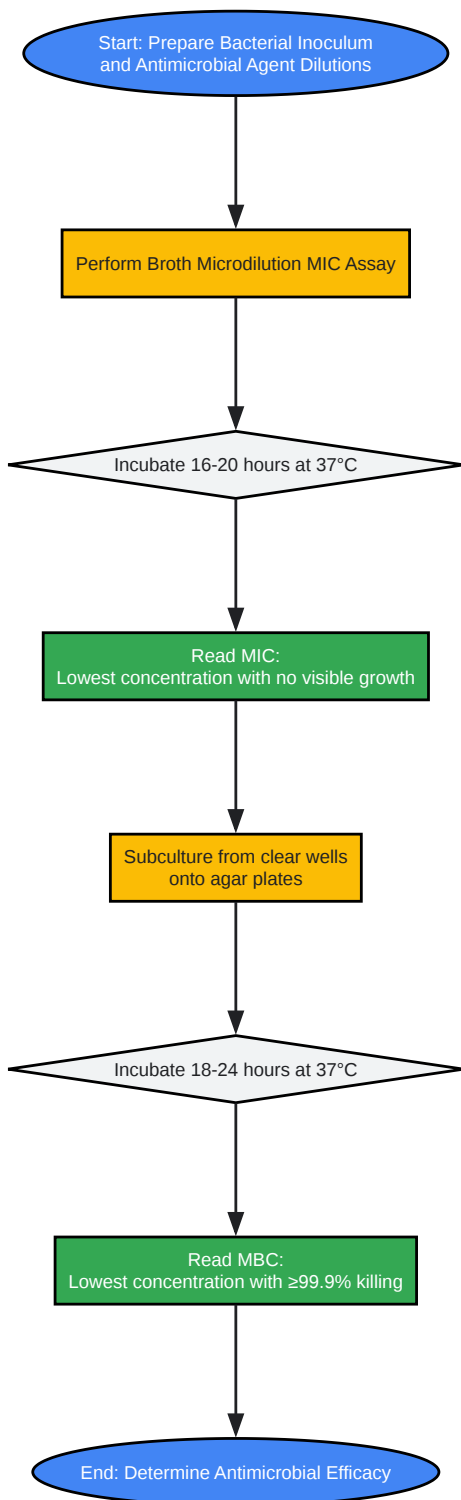 Start: Prepare Bacterial Inoculum
and Antimicrobial Agent Dilutions
Perform Broth Microdilution MIC Assay
Incubate 16-20 hours at 37°C
Read MIC:
Lowest concentration with no visible growth
Subculture from clear wells
onto agar plates
Incubate 18-24 hours at 37°C
Read MBC:
Lowest concentration with ≥99.9% killing
End: Determine Antimicrobial Efficacy